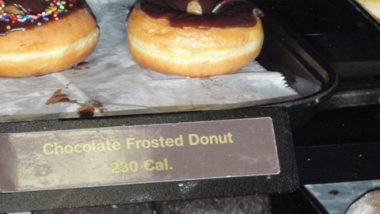 Chocolate Frosted Donut
230 Cal.